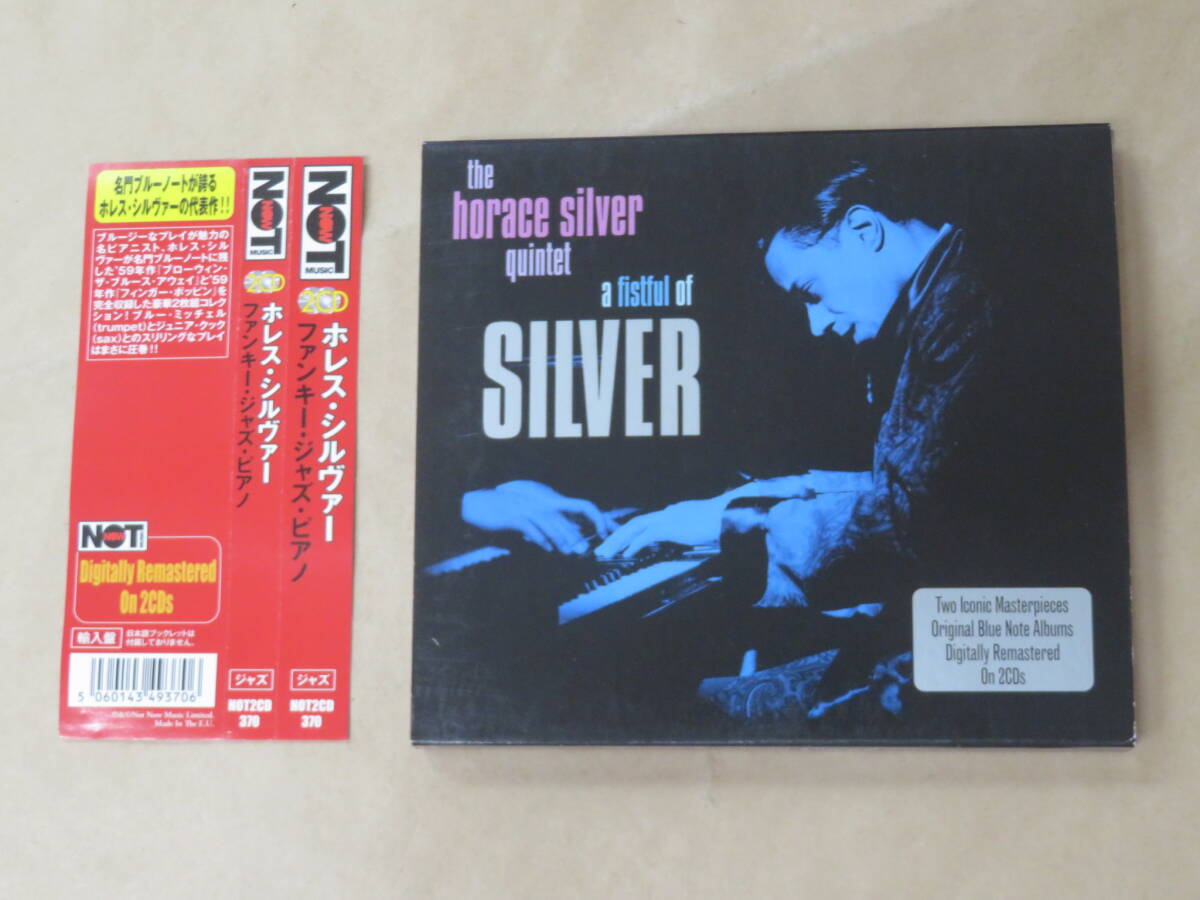 名門ブルーノートが誇る
ホレス・シルヴァーの代表作!!
ブルージーなプレイが魅力の
名ピアニスト、ホレス・シル
ヴァーが名門ブルーノートに残
した'59年作『ブローウィン・
ザ・ブルース・アウェイ』と'59
年作『フィンガー・ポッピン』を
完全収録した豪華2枚組コレク
ション!ブルー・ミッチェル
(trumpet)とジュニア・クック
(sax)とのスリリングなプレイ
はまさに圧巻!!
NOT
NOW
Digitally Remastered
On 2CDs
輸入盤
日本語ブックレットは
付属しておりません。
5 060143 493706
℗&©Not Now Music Limited.
Made In The E.U.
NOT
NOW
MUSIC
2CD
ホレス・シルヴァー
ファンキー・ジャズ・ピアノ
ジャズ
NOT2CD
370
NOT
NOW
MUSIC
2CD
ホレス・シルヴァー
ファンキー・ジャズ・ピアノ
ジャズ
NOT2CD
370
the
horace silver
quintet
a fistful of
SILVER
Two Iconic Masterpieces
Original Blue Note Albums
Digitally Remastered
On 2CDs